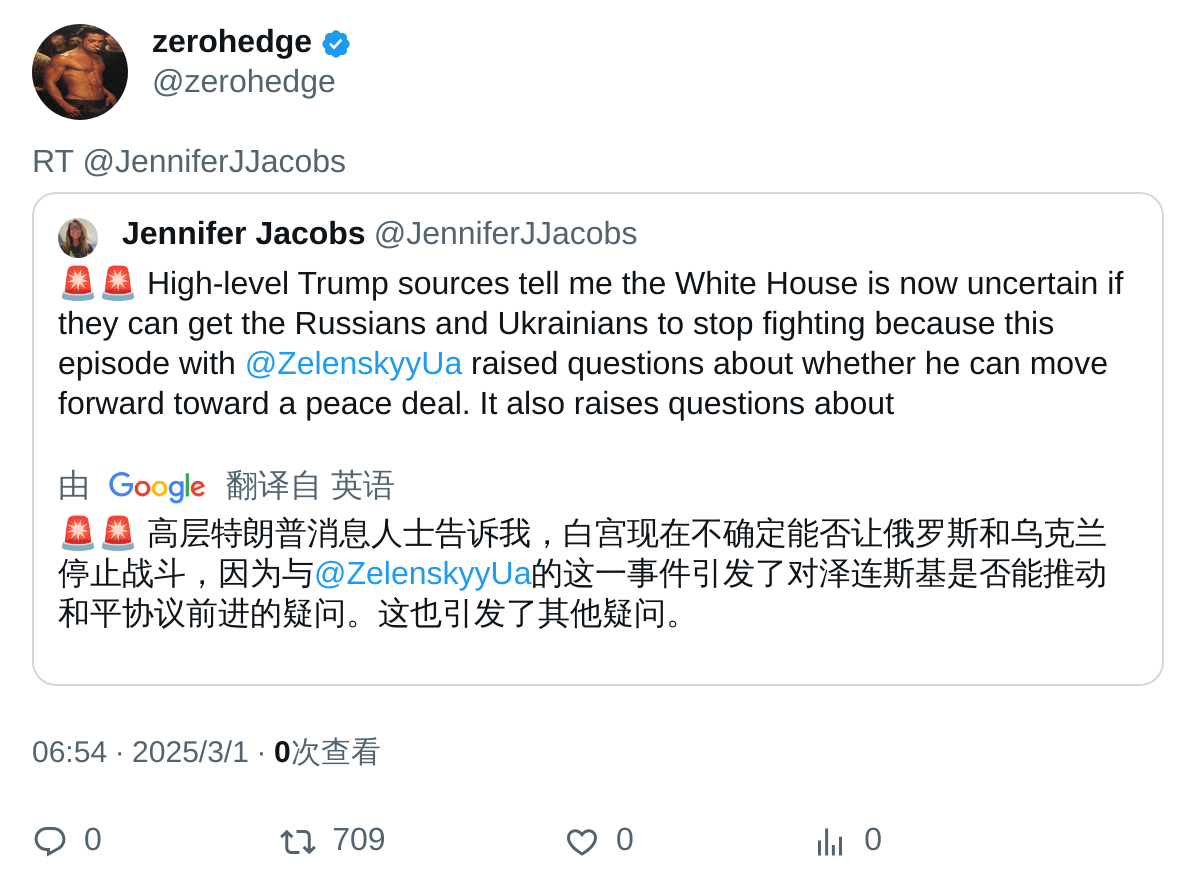 zerohedge
@zerohedge
RT @JenniferJJacobs
Jennifer Jacobs @JenniferJJacobs
🚨🚨 High-level Trump sources tell me the White House is now uncertain if
they can get the Russians and Ukrainians to stop fighting because this
episode with @ZelenskyyUa raised questions about whether he can move
forward toward a peace deal. It also raises questions about
由 Google 翻译自 英语
🚨🚨 高层特朗普消息人士告诉我，白宫现在不确定能否让俄罗斯和乌克兰
停止战斗，因为与@ZelenskyyUa的这一事件引发了对泽连斯基是否能推动
和平协议前进的疑问。这也引发了其他疑问。
06:54 · 2025/3/1 · 0次查看
0 709 0 0